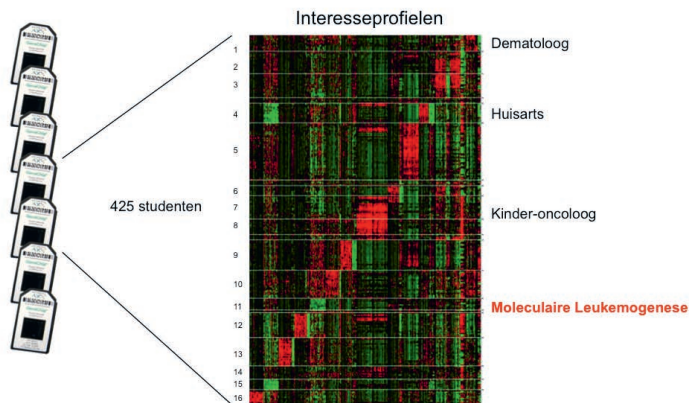 Interesseprofielen
Dematoloog
1
2
3
4
Huisarts
5
425 studenten
6
7
Kinder-oncoloog
8
9
10
11
Moleculaire Leukemogenese
12
13
14
15
16